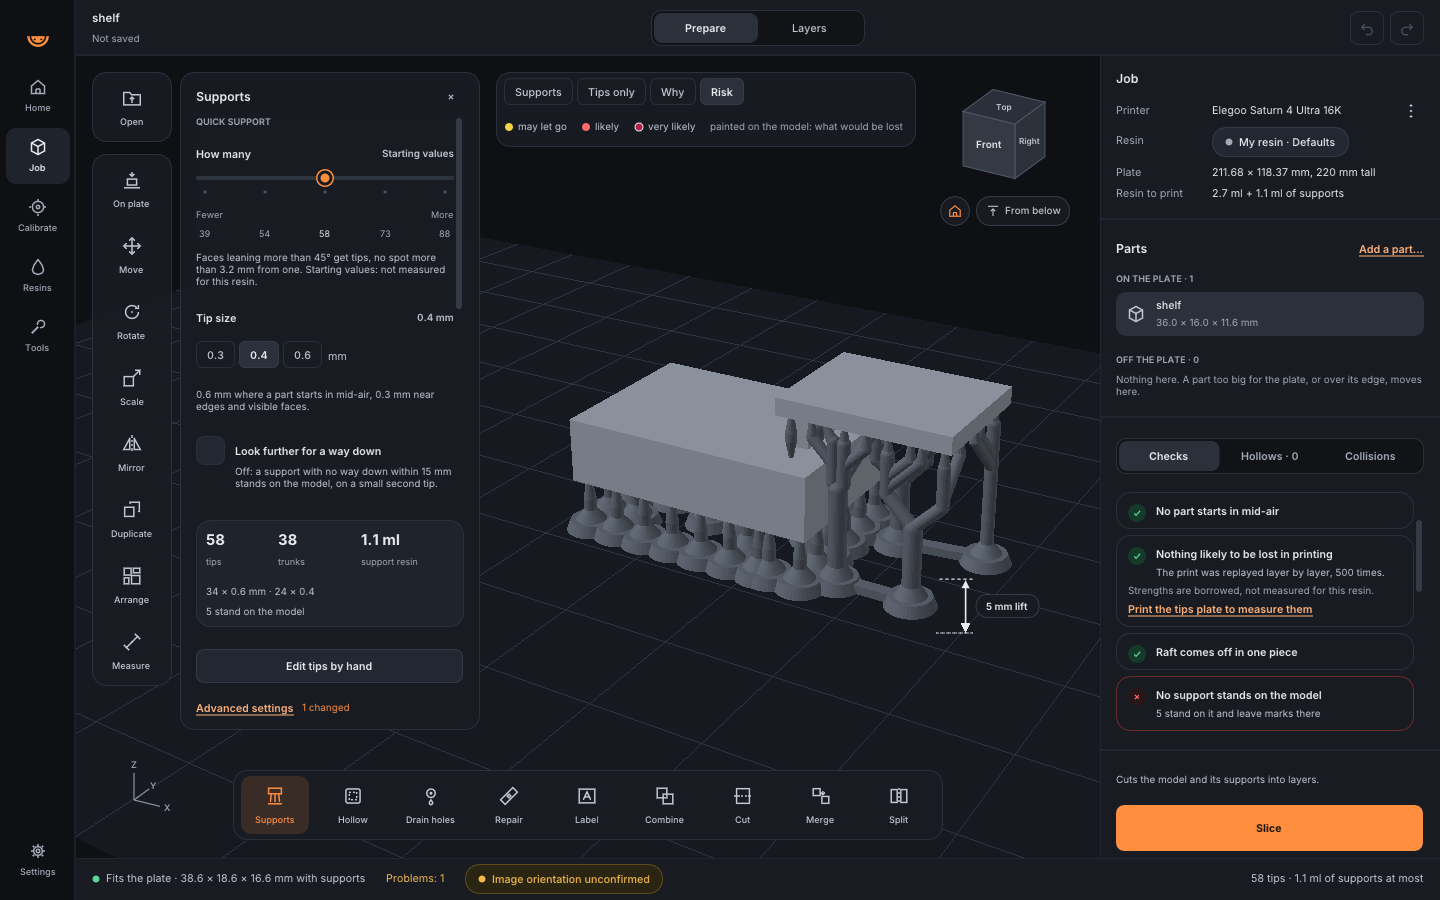 shelf
Not saved
Prepare
Layers
Home
Job
Calibrate
Resins
Tools
Settings
Open
On plate
Move
Rotate
Scale
Mirror
Duplicate
Arrange
Measure
Supports
×
QUICK SUPPORT
How many
Starting values
Fewer
More
39 54 58 73 88
Faces leaning more than 45° get tips, no spot more
than 3.2 mm from one. Starting values: not measured
for this resin.
Tip size
0.4 mm
0.3 0.4 0.6 mm
0.6 mm where a part starts in mid-air, 0.3 mm near
edges and visible faces.
Look further for a way down
Off: a support with no way down within 15 mm
stands on the model, on a small second tip.
58 38 1.1 ml
tips trunks support resin
34 × 0.6 mm · 24 × 0.4
5 stand on the model
Edit tips by hand
Advanced settings 1 changed
Supports Tips only Why Risk
may let go likely very likely painted on the model: what would be lost
Top
Front
Right
From below
5 mm lift
Z
Y
X
Supports Hollow Drain holes Repair Label Combine Cut Merge Split
Job
Printer Elegoo Saturn 4 Ultra 16K
Resin My resin · Defaults
Plate 211.68 × 118.37 mm, 220 mm tall
Resin to print 2.7 ml + 1.1 ml of supports
Parts
Add a part...
ON THE PLATE · 1
shelf
36.0 × 16.0 × 11.6 mm
OFF THE PLATE · 0
Nothing here. A part too big for the plate, or over its edge, moves
here.
Checks Hollows · 0 Collisions
No part starts in mid-air
Nothing likely to be lost in printing
The print was replayed layer by layer, 500 times.
Strengths are borrowed, not measured for this resin.
Print the tips plate to measure them
Raft comes off in one piece
No support stands on the model
5 stand on it and leave marks there
Cuts the model and its supports into layers.
Slice
Fits the plate · 38.6 × 18.6 × 16.6 mm with supports
Problems: 1
Image orientation unconfirmed
58 tips · 1.1 ml of supports at most